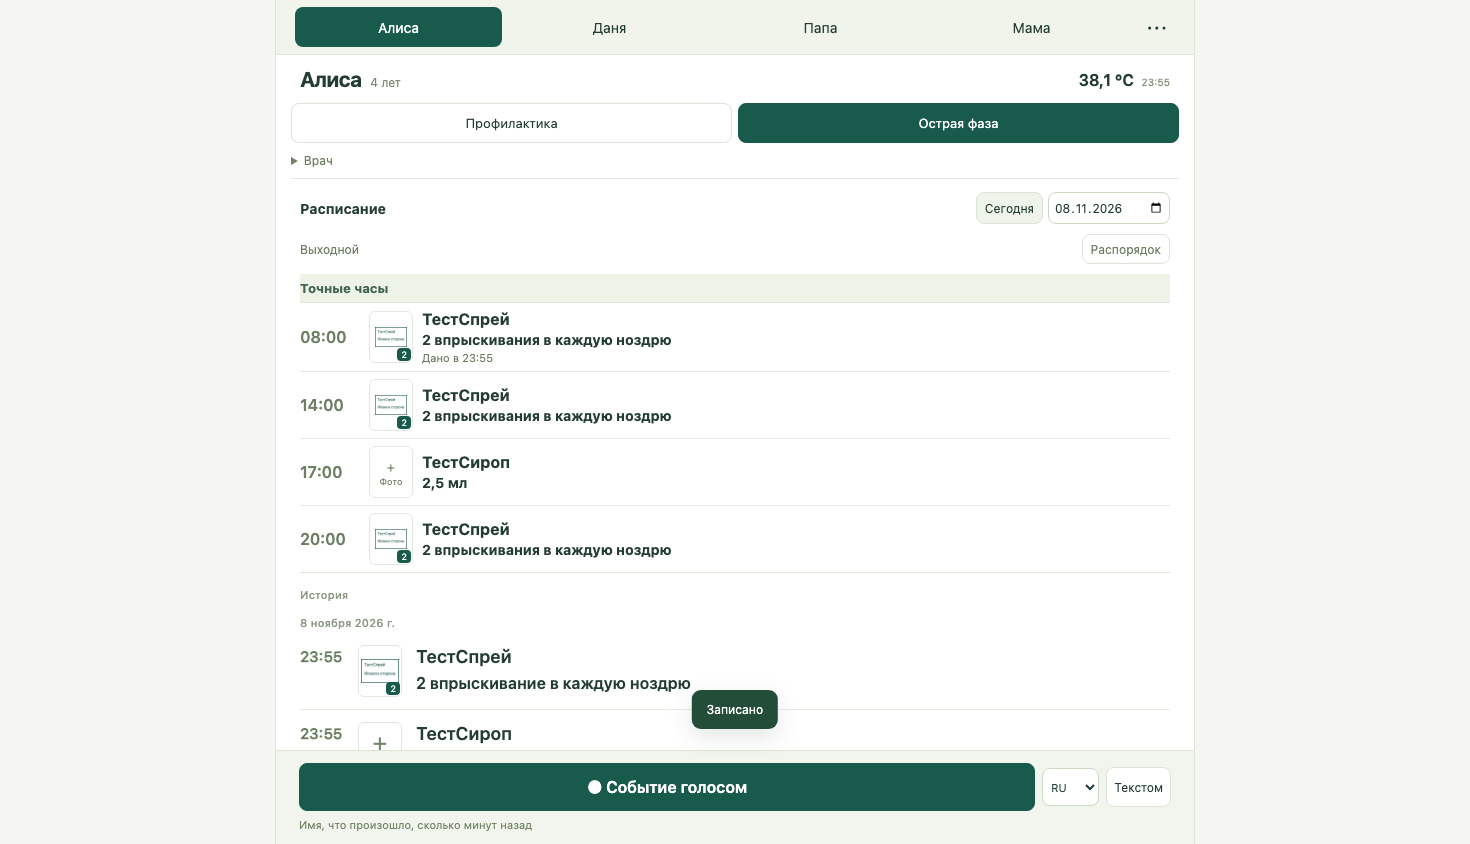 Алиса Даня Папа Мама ···
Алиса 4 лет 38,1 °C 23:55
Профилактика Острая фаза
Врач
Расписание Сегодня 08.11.2026
Выходной Распорядок
Точные часы
08:00 ТестСпрей
2 впрыскивания в каждую ноздрю
2 Дано в 23:55
14:00 ТестСпрей
2 впрыскивания в каждую ноздрю
2
17:00 + ТестСироп
Фото 2,5 мл
20:00 ТестСпрей
2 впрыскивания в каждую ноздрю
2
История
8 ноября 2026 г.
23:55 ТестСпрей
2 впрыскивание в каждую ноздрю
2
Записано
23:55 + ТестСироп
Событие голосом RU Текстом
Имя, что произошло, сколько минут назад